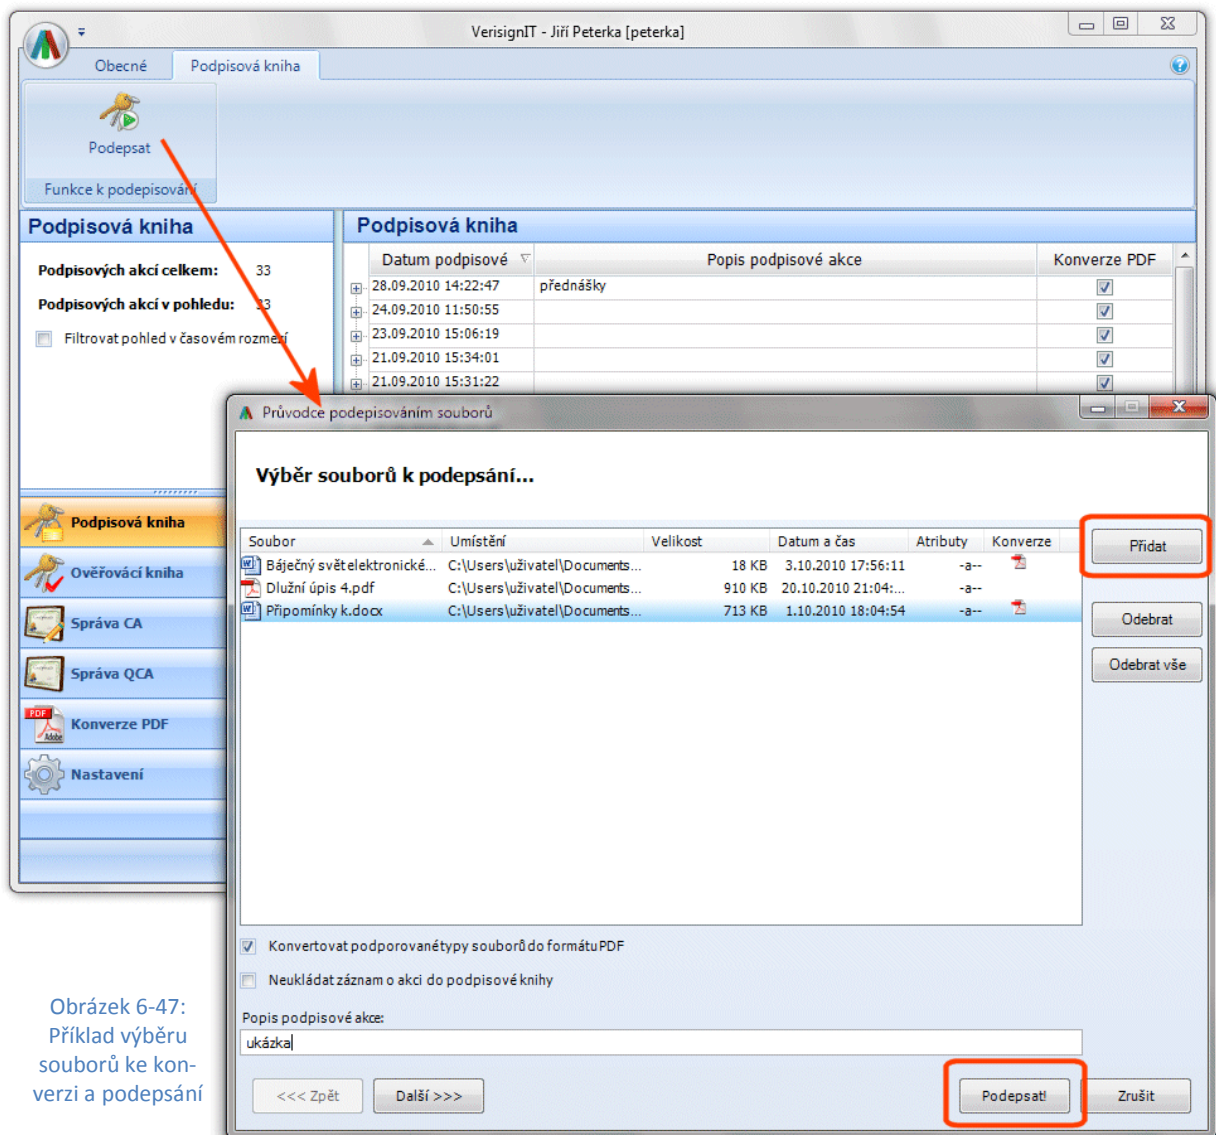 VerisignIT - Jiří Peterka [peterka]
Obecné
Podpisová kniha
Podepsat
Funkce k podepisování
Podpisová kniha
Podpisových akcí celkem: 33
Podpisových akcí v pohledu: 33
Filtrovat pohled v časovém rozmezí
Podpisová kniha
Datum podpisové
Popis podpisové akce
Konverze PDF
28.09.2010 14:22:47 přednášky
24.09.2010 11:50:55
23.09.2010 15:06:19
21.09.2010 15:34:01
21.09.2010 15:31:22
Podpisová kniha
Ověřovácí kniha
Správa CA
Správa QCA
PDF
Adobe
Konverze PDF
Nastavení
Průvodce podepisováním souborů
Výběr souborů k podepsání...
Soubor Umístění Velikost Datum a čas Atributy Konverze
Báječný svět elektronické... C:\Users\uživatel\Documents... 18 KB 3.10.2010 17:56:11 -a--
Dlužní úpis 4.pdf C:\Users\uživatel\Documents... 910 KB 20.10.2010 21:04:... -a--
Připomínky k.docx C:\Users\uživatel\Documents... 713 KB 1.10.2010 18:04:54 -a--
Přidat
Odebrat
Odebrat vše
Konvertovat podporované typy souborů do formátu PDF
Neukládat záznam o akci do podpisové knihy
Popis podpisové akce:
ukázka
<<< Zpět
Další >>>
Podepsat!
Zrušit
Obrázek 6-47:
Příklad výběru
souborů ke kon-
verzi a podepsání